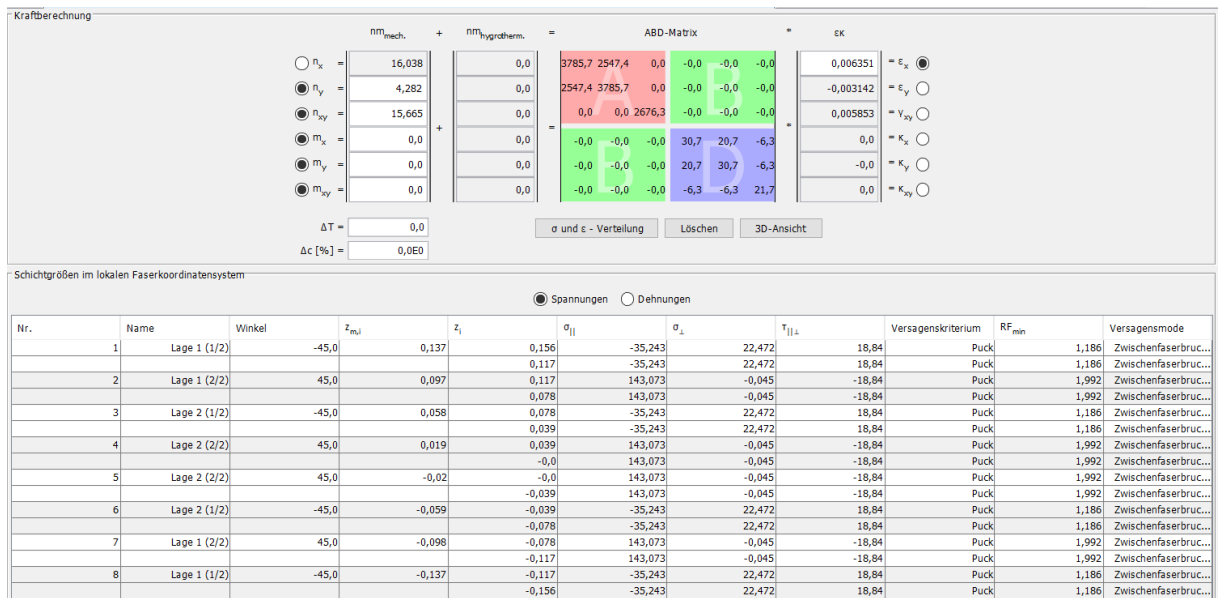 Kraftberechnung
nm mech. + nm hygrotherm. = ABD-Matrix * εκ
n x = 16,038 0,0 3785,7 2547,4 0,0 -0,0 -0,0 -0,0 0,006351 = ε x
n y = 4,282 0,0 2547,4 3785,7 0,0 -0,0 -0,0 -0,0 -0,003142 = ε y
n xy = 15,665 0,0 0,0 0,0 2676,3 -0,0 -0,0 -0,0 0,005853 = γ xy
A B
+ = *
m x = 0,0 0,0 -0,0 -0,0 -0,0 30,7 20,7 -6,3 0,0 = κ x
m y = 0,0 0,0 -0,0 -0,0 -0,0 20,7 30,7 -6,3 -0,0 = κ y
m xy = 0,0 0,0 -0,0 -0,0 -0,0 -6,3 -6,3 21,7 0,0 = κ xy
B D
ΔT = 0,0 σ und ε - Verteilung Löschen 3D-Ansicht
Δc [%] = 0,0E0
Schichtgrößen im lokalen Faserkoordinatensystem
Spannungen Dehnungen
Nr. Name Winkel z m,i z i σ || σ ⊥ τ ||⊥ Versagenskriterium RF min Versagensmode
1 Lage 1 (1/2) -45,0 0,137 0,156 -35,243 22,472 18,84 Puck 1,186 Zwischenfaserbruc...
0,117 -35,243 22,472 18,84 Puck 1,186 Zwischenfaserbruc...
2 Lage 1 (2/2) 45,0 0,097 0,117 143,073 -0,045 -18,84 Puck 1,992 Zwischenfaserbruc...
0,078 143,073 -0,045 -18,84 Puck 1,992 Zwischenfaserbruc...
3 Lage 2 (1/2) -45,0 0,058 0,078 -35,243 22,472 18,84 Puck 1,186 Zwischenfaserbruc...
0,039 -35,243 22,472 18,84 Puck 1,186 Zwischenfaserbruc...
4 Lage 2 (2/2) 45,0 0,019 0,039 143,073 -0,045 -18,84 Puck 1,992 Zwischenfaserbruc...
-0,0 143,073 -0,045 -18,84 Puck 1,992 Zwischenfaserbruc...
5 Lage 2 (2/2) 45,0 -0,02 -0,0 143,073 -0,045 -18,84 Puck 1,992 Zwischenfaserbruc...
-0,039 143,073 -0,045 -18,84 Puck 1,992 Zwischenfaserbruc...
6 Lage 2 (1/2) -45,0 -0,059 -0,039 -35,243 22,472 18,84 Puck 1,186 Zwischenfaserbruc...
-0,078 -35,243 22,472 18,84 Puck 1,186 Zwischenfaserbruc...
7 Lage 1 (2/2) 45,0 -0,098 -0,078 143,073 -0,045 -18,84 Puck 1,992 Zwischenfaserbruc...
-0,117 143,073 -0,045 -18,84 Puck 1,992 Zwischenfaserbruc...
8 Lage 1 (1/2) -45,0 -0,137 -0,117 -35,243 22,472 18,84 Puck 1,186 Zwischenfaserbruc...
-0,156 -35,243 22,472 18,84 Puck 1,186 Zwischenfaserbruc...